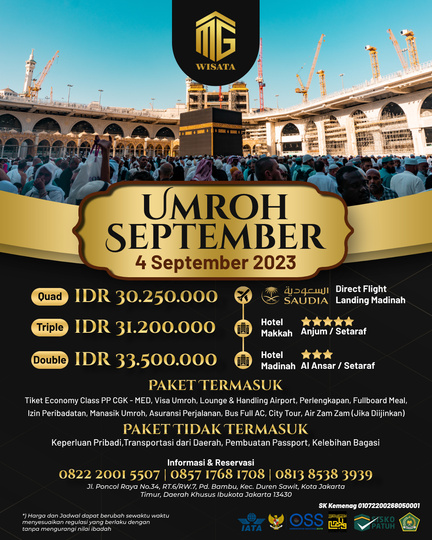 MG
WISATA
UMROH
SEPTEMBER
4 September 2023
Quad IDR 30.250.000
السعودية
SAUDIA
Direct Flight
Landing Madinah
Triple IDR 31.200.000
Hotel
Makkah
Anjum / Setaraf
Double IDR 33.500.000
Hotel
Madinah
Al Ansar / Setaraf
PAKET TERMASUK
Tiket Economy Class PP CGK - MED, Visa Umroh, Lounge & Handling Airport, Perlengkapan, Fullboard Meal,
Izin Peribadatan, Manasik Umroh, Asuransi Perjalanan, Bus Full AC, City Tour, Air Zam Zam (Jika Diijinkan)
PAKET TIDAK TERMASUK
Keperluan Pribadi,Transportasi dari Daerah, Pembuatan Passport, Kelebihan Bagasi
Informasi & Reservasi
0822 2001 5507 | 0857 1768 1708 | 0813 8538 3939
Jl. Poncol Raya No.34, RT.6/RW.7, Pd. Bambu, Kec. Duren Sawit, Kota Jakarta
Timur, Daerah Khusus Ibukota Jakarta 13430
SK Kemenag 01072200268050001
*) Harga dan Jadwal dapat berubah sewaktu waktu
menyesuaikan regulasi yang berlaku dengan
tanpa mengurangi nilai ibadah
IATA
OSS
SISKO
PATUH